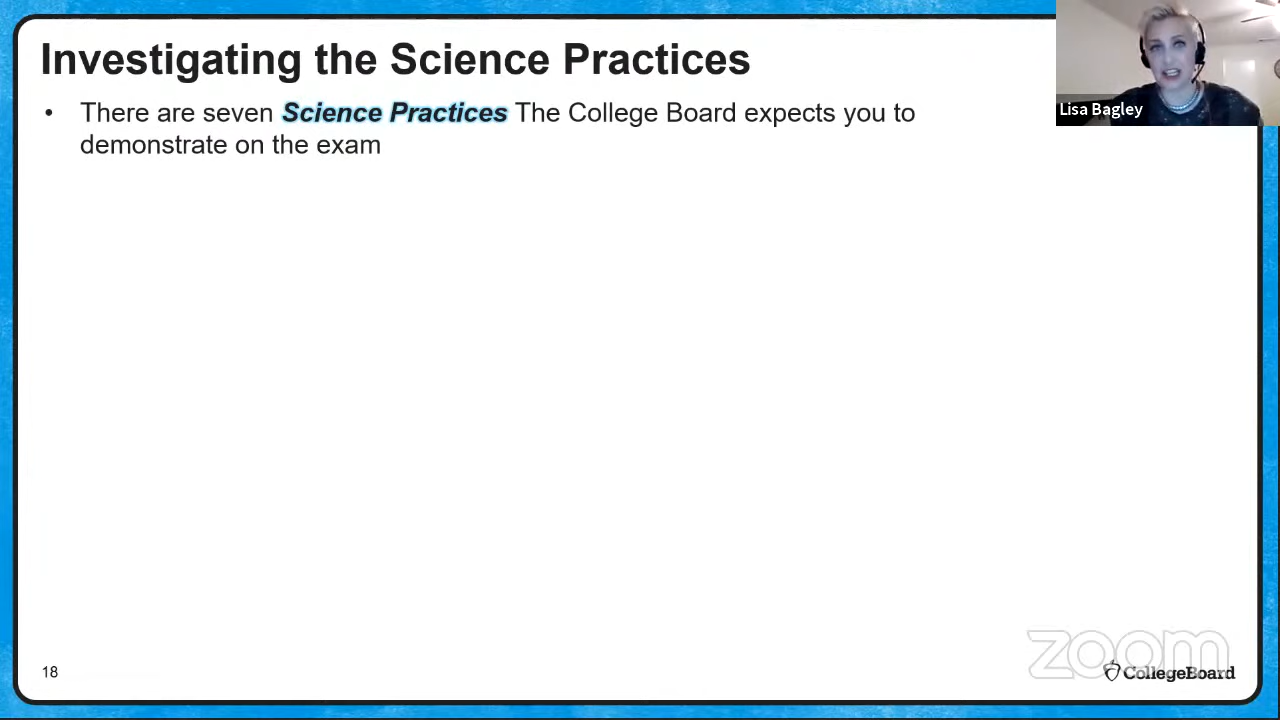 Investigating the Science Practices
• There are seven Science Practices The College Board expects you to
demonstrate on the exam
Lisa Bagley
zoom
18
CollegeBoard